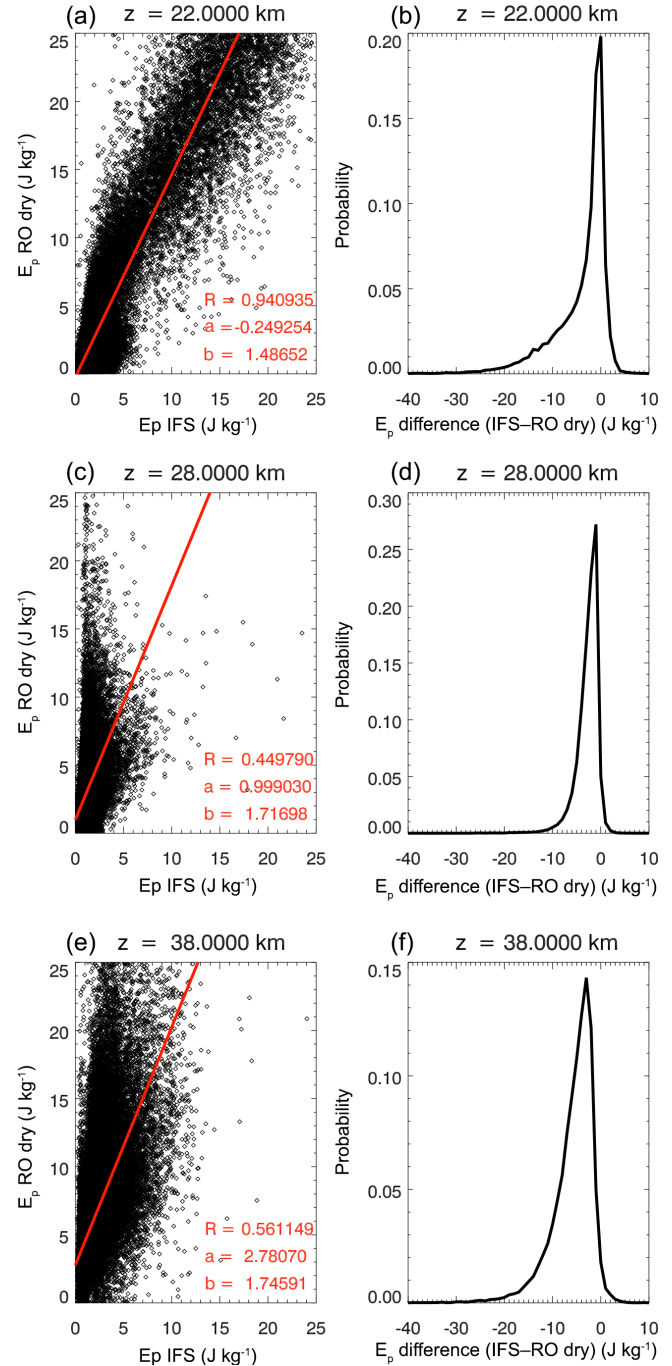 (a) z = 22.0000 km
25
20
15
10
5
0
E_p RO dry (J kg⁻¹)
R = 0.940935
a =-0.249254
b = 1.48652
0 5 10 15 20 25
Ep IFS (J kg⁻¹)
(b) z = 22.0000 km
0.20
0.15
0.10
0.05
0.00
Probability
-40 -30 -20 -10 0 10
E_p difference (IFS–RO dry) (J kg⁻¹)
(c) z = 28.0000 km
25
20
15
10
5
0
E_p RO dry (J kg⁻¹)
R = 0.449790
a = 0.999030
b = 1.71698
0 5 10 15 20 25
Ep IFS (J kg⁻¹)
(d) z = 28.0000 km
0.30
0.25
0.20
0.15
0.10
0.05
0.00
Probability
-40 -30 -20 -10 0 10
E_p difference (IFS–RO dry) (J kg⁻¹)
(e) z = 38.0000 km
25
20
15
10
5
0
E_p RO dry (J kg⁻¹)
R = 0.561149
a = 2.78070
b = 1.74591
0 5 10 15 20 25
Ep IFS (J kg⁻¹)
(f) z = 38.0000 km
0.15
0.10
0.05
0.00
Probability
-40 -30 -20 -10 0 10
E_p difference (IFS–RO dry) (J kg⁻¹)